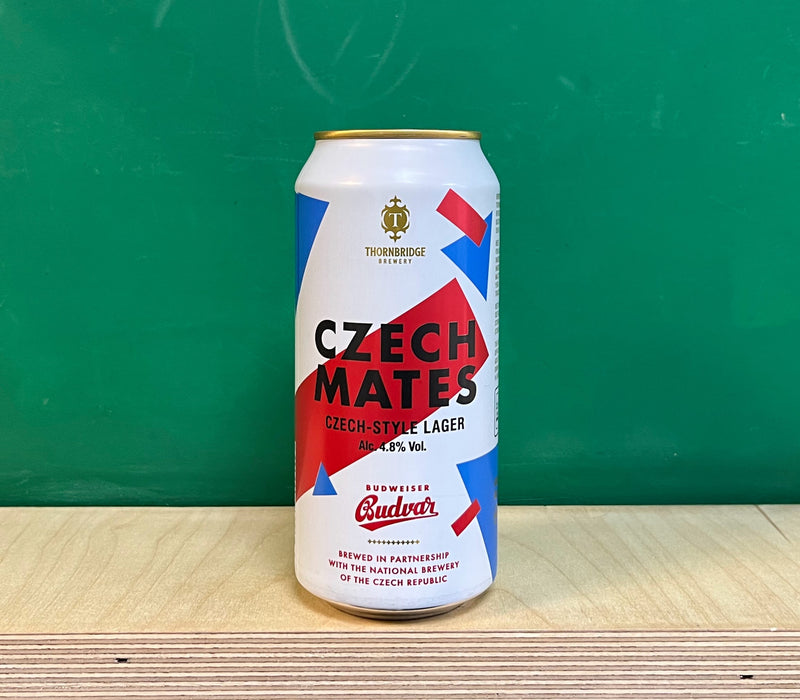 T
THORNBRIDGE
BREWERY
CZECH
MATES
CZECH-STYLE LAGER
Alc. 4.8% Vol.
BUDWEISER
Budvar
BREWED IN PARTNERSHIP
WITH THE NATIONAL BREWERY
OF THE CZECH REPUBLIC